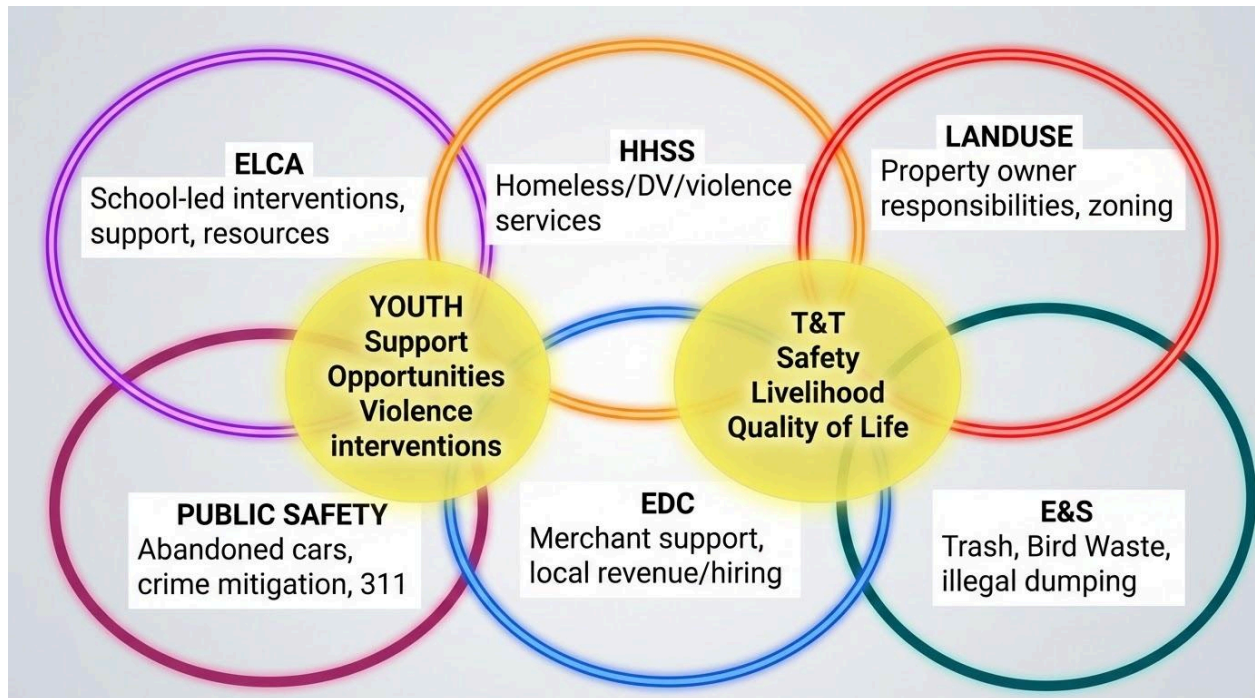 ELCA
School-led interventions,
support, resources
HHSS
Homeless/DV/violence
services
LANDUSE
Property owner
responsibilities, zoning
YOUTH
Support
Opportunities
Violence
interventions
T&T
Safety
Livelihood
Quality of Life
PUBLIC SAFETY
Abandoned cars,
crime mitigation, 311
EDC
Merchant support,
local revenue/hiring
E&S
Trash, Bird Waste,
illegal dumping